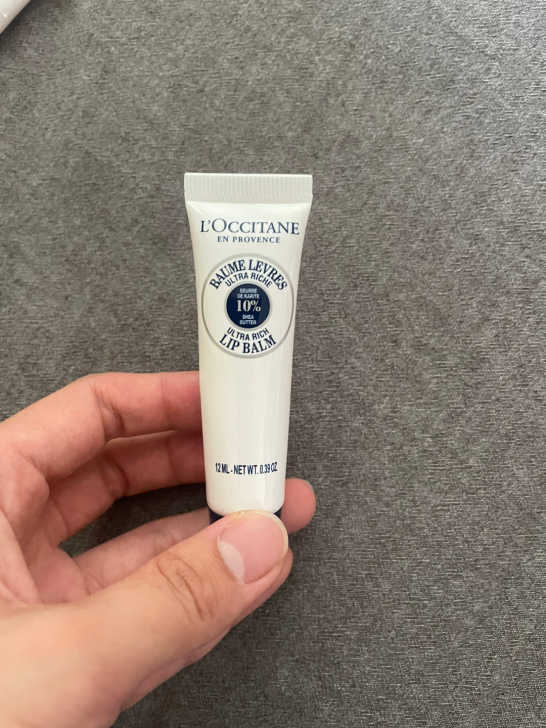 L'OCCITANE
EN PROVENCE
BAUME LEVRES
ULTRA RICHE
BEURRE
DE KARITE
10%
SHEA
BUTTER
ULTRA RICH
LIP BALM
12 ML - NET WT. 0.39 OZ.